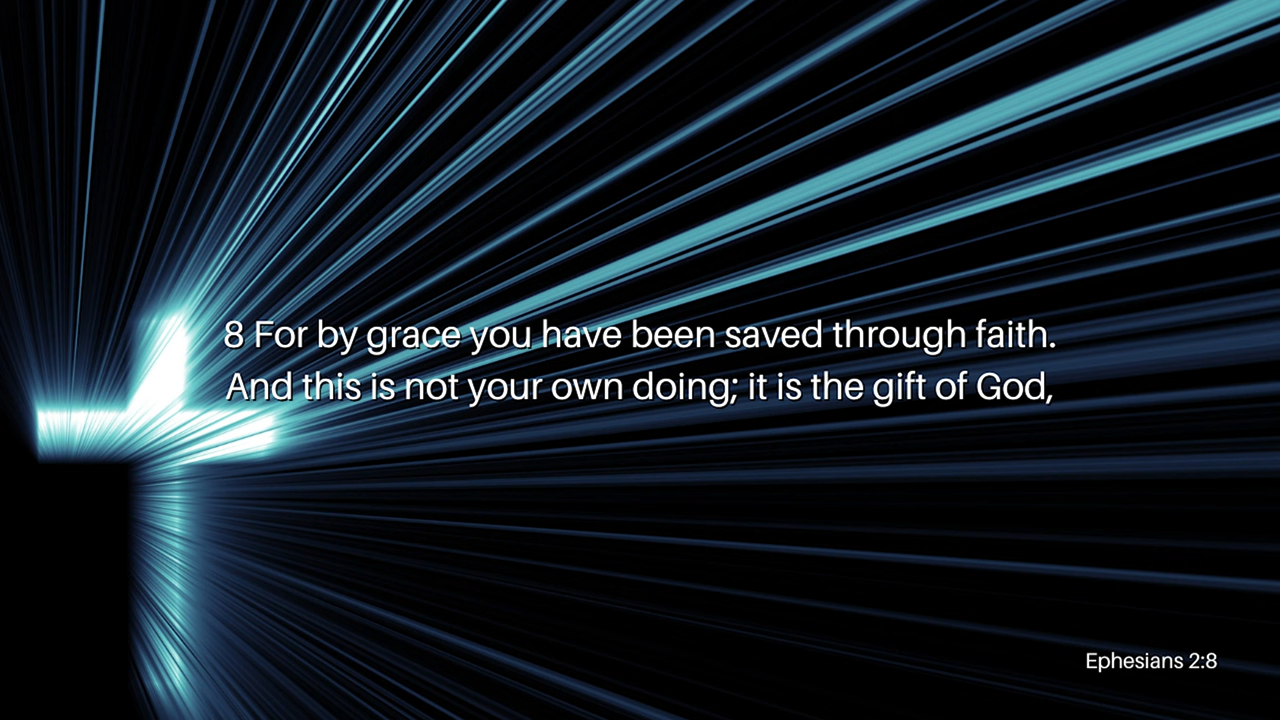 8 For by grace you have been saved through faith.
And this is not your own doing; it is the gift of God,
Ephesians 2:8